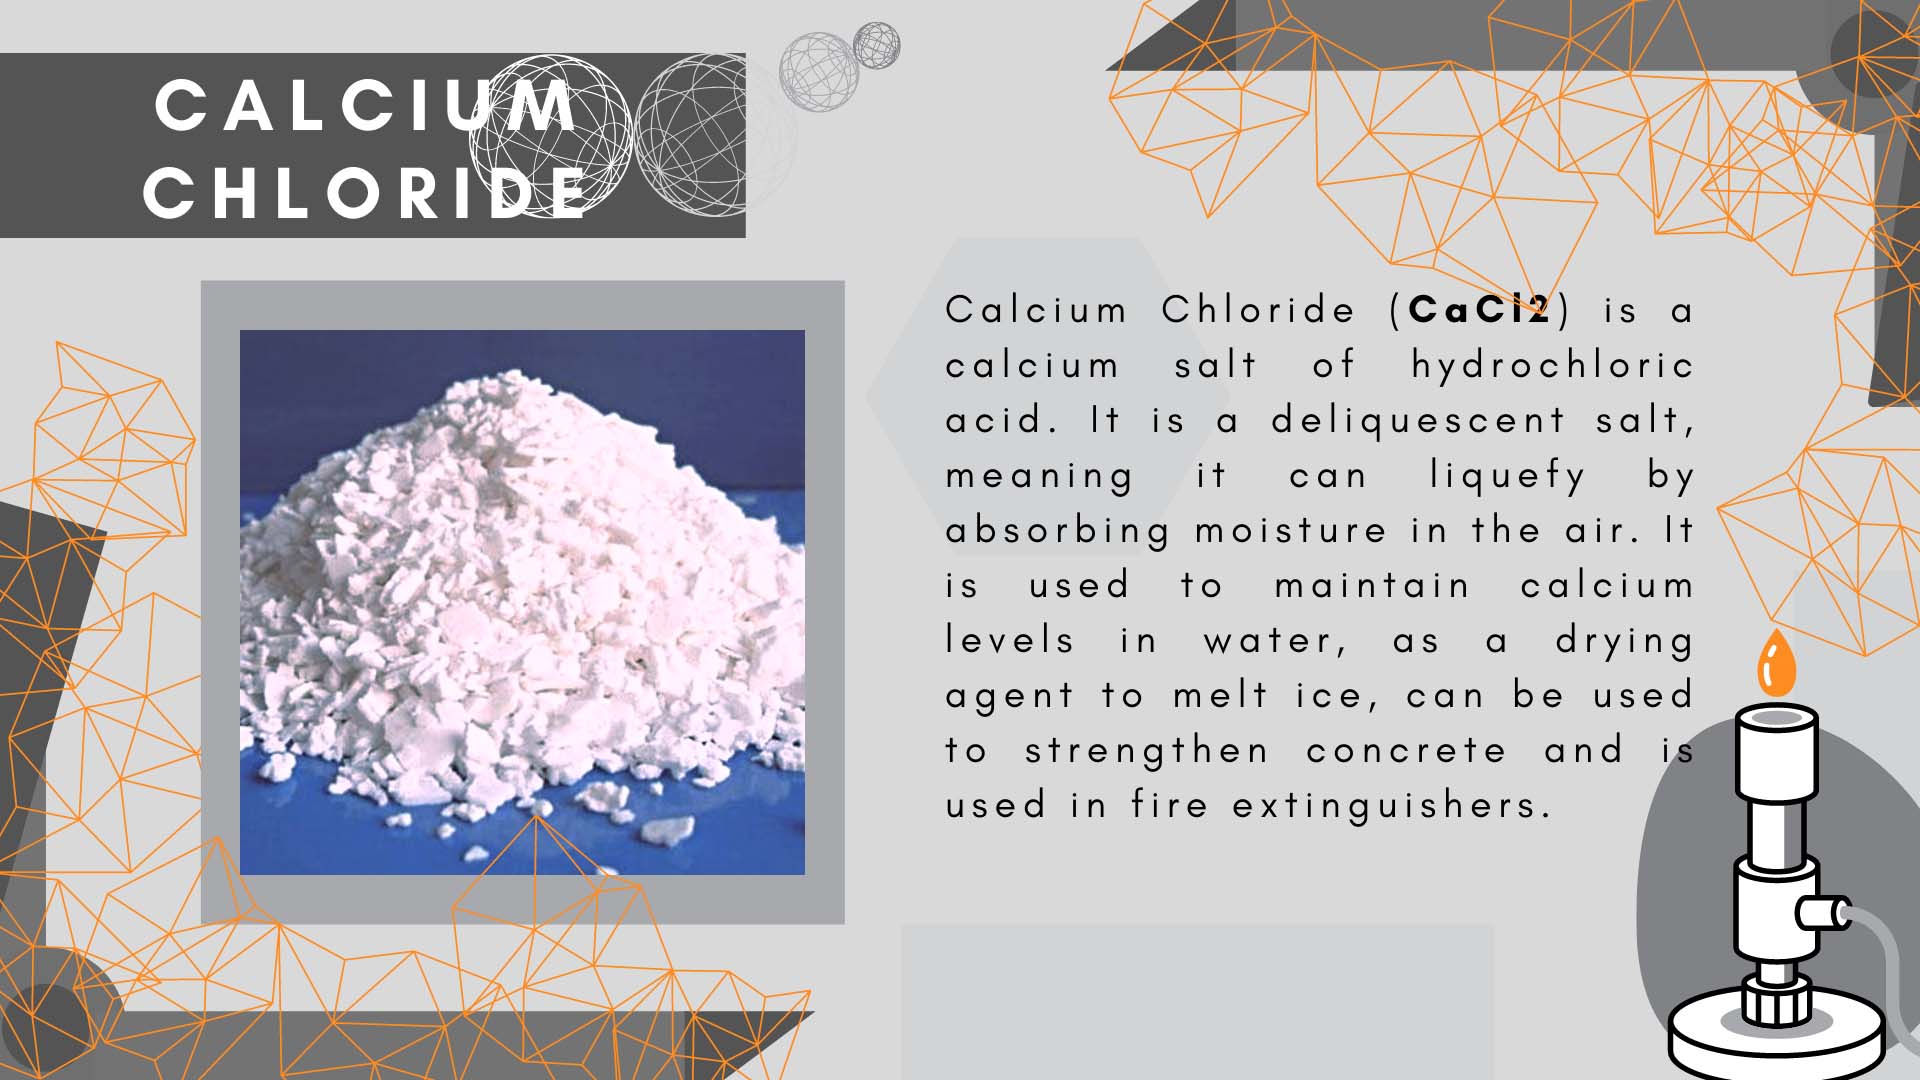 CALCIUM
CHLORIDE
Calcium Chloride (CaCl2) is a
calcium salt of hydrochloric
acid. It is a deliquescent salt,
meaning it can liquefy by
absorbing moisture in the air. It
is used to maintain calcium
levels in water, as a drying
agent to melt ice, can be used
to strengthen concrete and is
used in fire extinguishers.